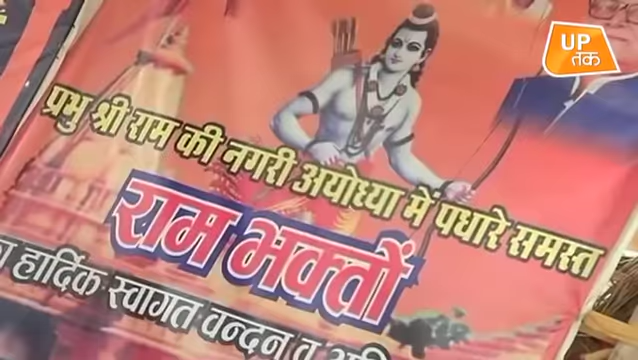 UP
तक
प्रभु श्री राम की नगरी अयोध्या में पधारे समस्त
राम भक्तों
हार्दिक स्वागत वन्दन व